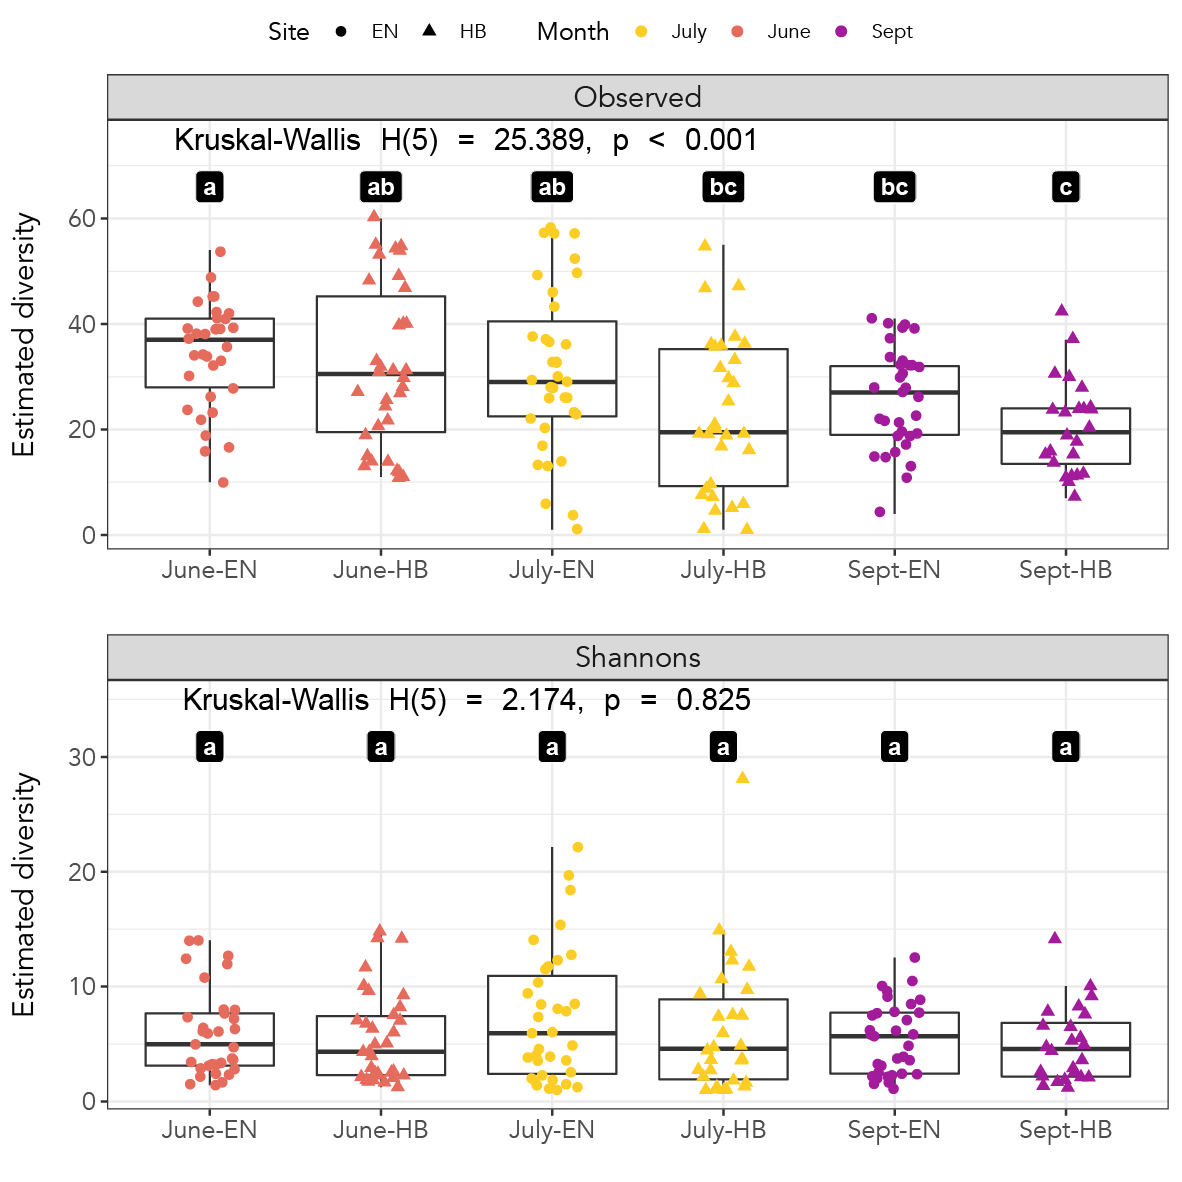 Site EN HB Month July June Sept
Observed
Kruskal-Wallis H(5) = 25.389, p < 0.001
a ab ab bc bc c
Estimated diversity
60
40
20
0
June-EN June-HB July-EN July-HB Sept-EN Sept-HB
Shannons
Kruskal-Wallis H(5) = 2.174, p = 0.825
a a a a a a
Estimated diversity
30
20
10
0
June-EN June-HB July-EN July-HB Sept-EN Sept-HB